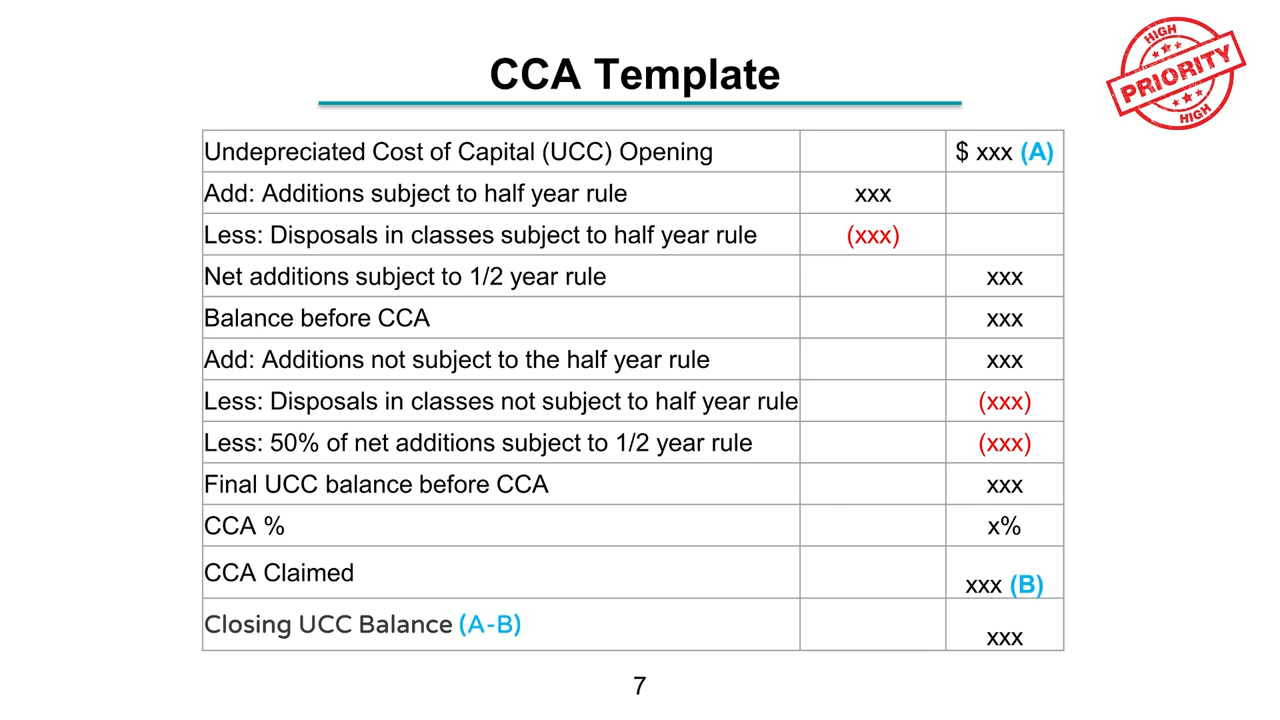 HIGH
PRIORITY
HIGH
CCA Template
Undepreciated Cost of Capital (UCC) Opening $ xxx (A)
Add: Additions subject to half year rule xxx
Less: Disposals in classes subject to half year rule (xxx)
Net additions subject to 1/2 year rule xxx
Balance before CCA xxx
Add: Additions not subject to the half year rule xxx
Less: Disposals in classes not subject to half year rule (xxx)
Less: 50% of net additions subject to 1/2 year rule (xxx)
Final UCC balance before CCA xxx
CCA % x%
CCA Claimed xxx (B)
Closing UCC Balance (A-B) xxx
7